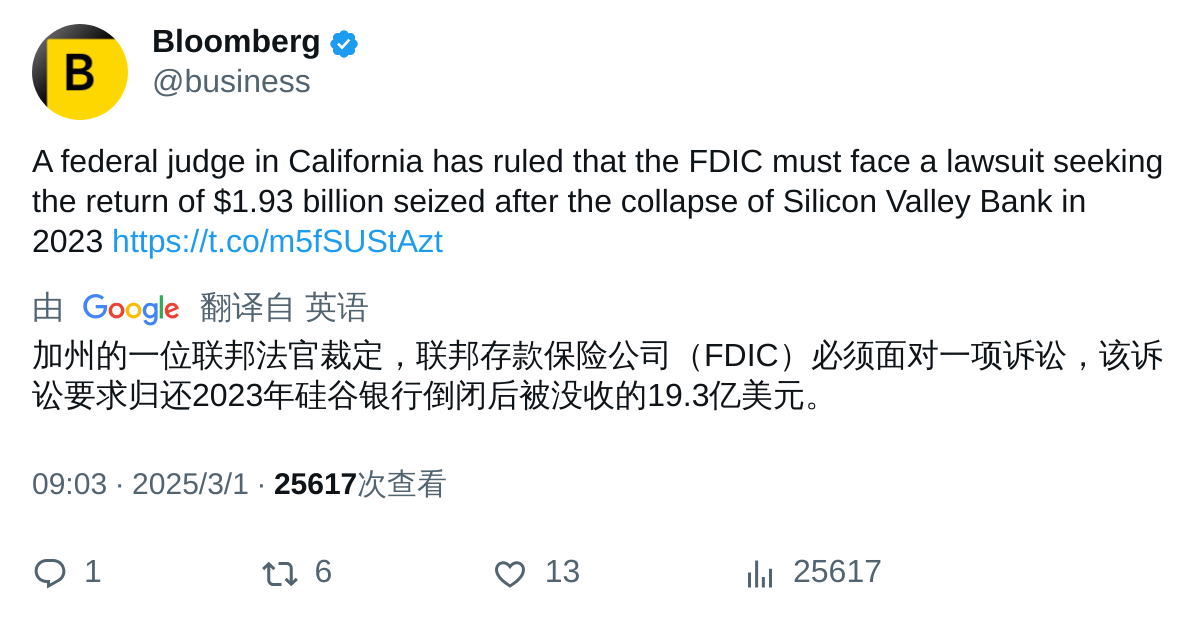 B
Bloomberg
@business
A federal judge in California has ruled that the FDIC must face a lawsuit seeking
the return of $1.93 billion seized after the collapse of Silicon Valley Bank in
2023 https://t.co/m5fSUStAzt
由 Google 翻译自 英语
加州的一位联邦法官裁定，联邦存款保险公司（FDIC）必须面对一项诉讼，该诉
讼要求归还2023年硅谷银行倒闭后被没收的19.3亿美元。
09:03 · 2025/3/1 · 25617次查看
1 6 13 25617